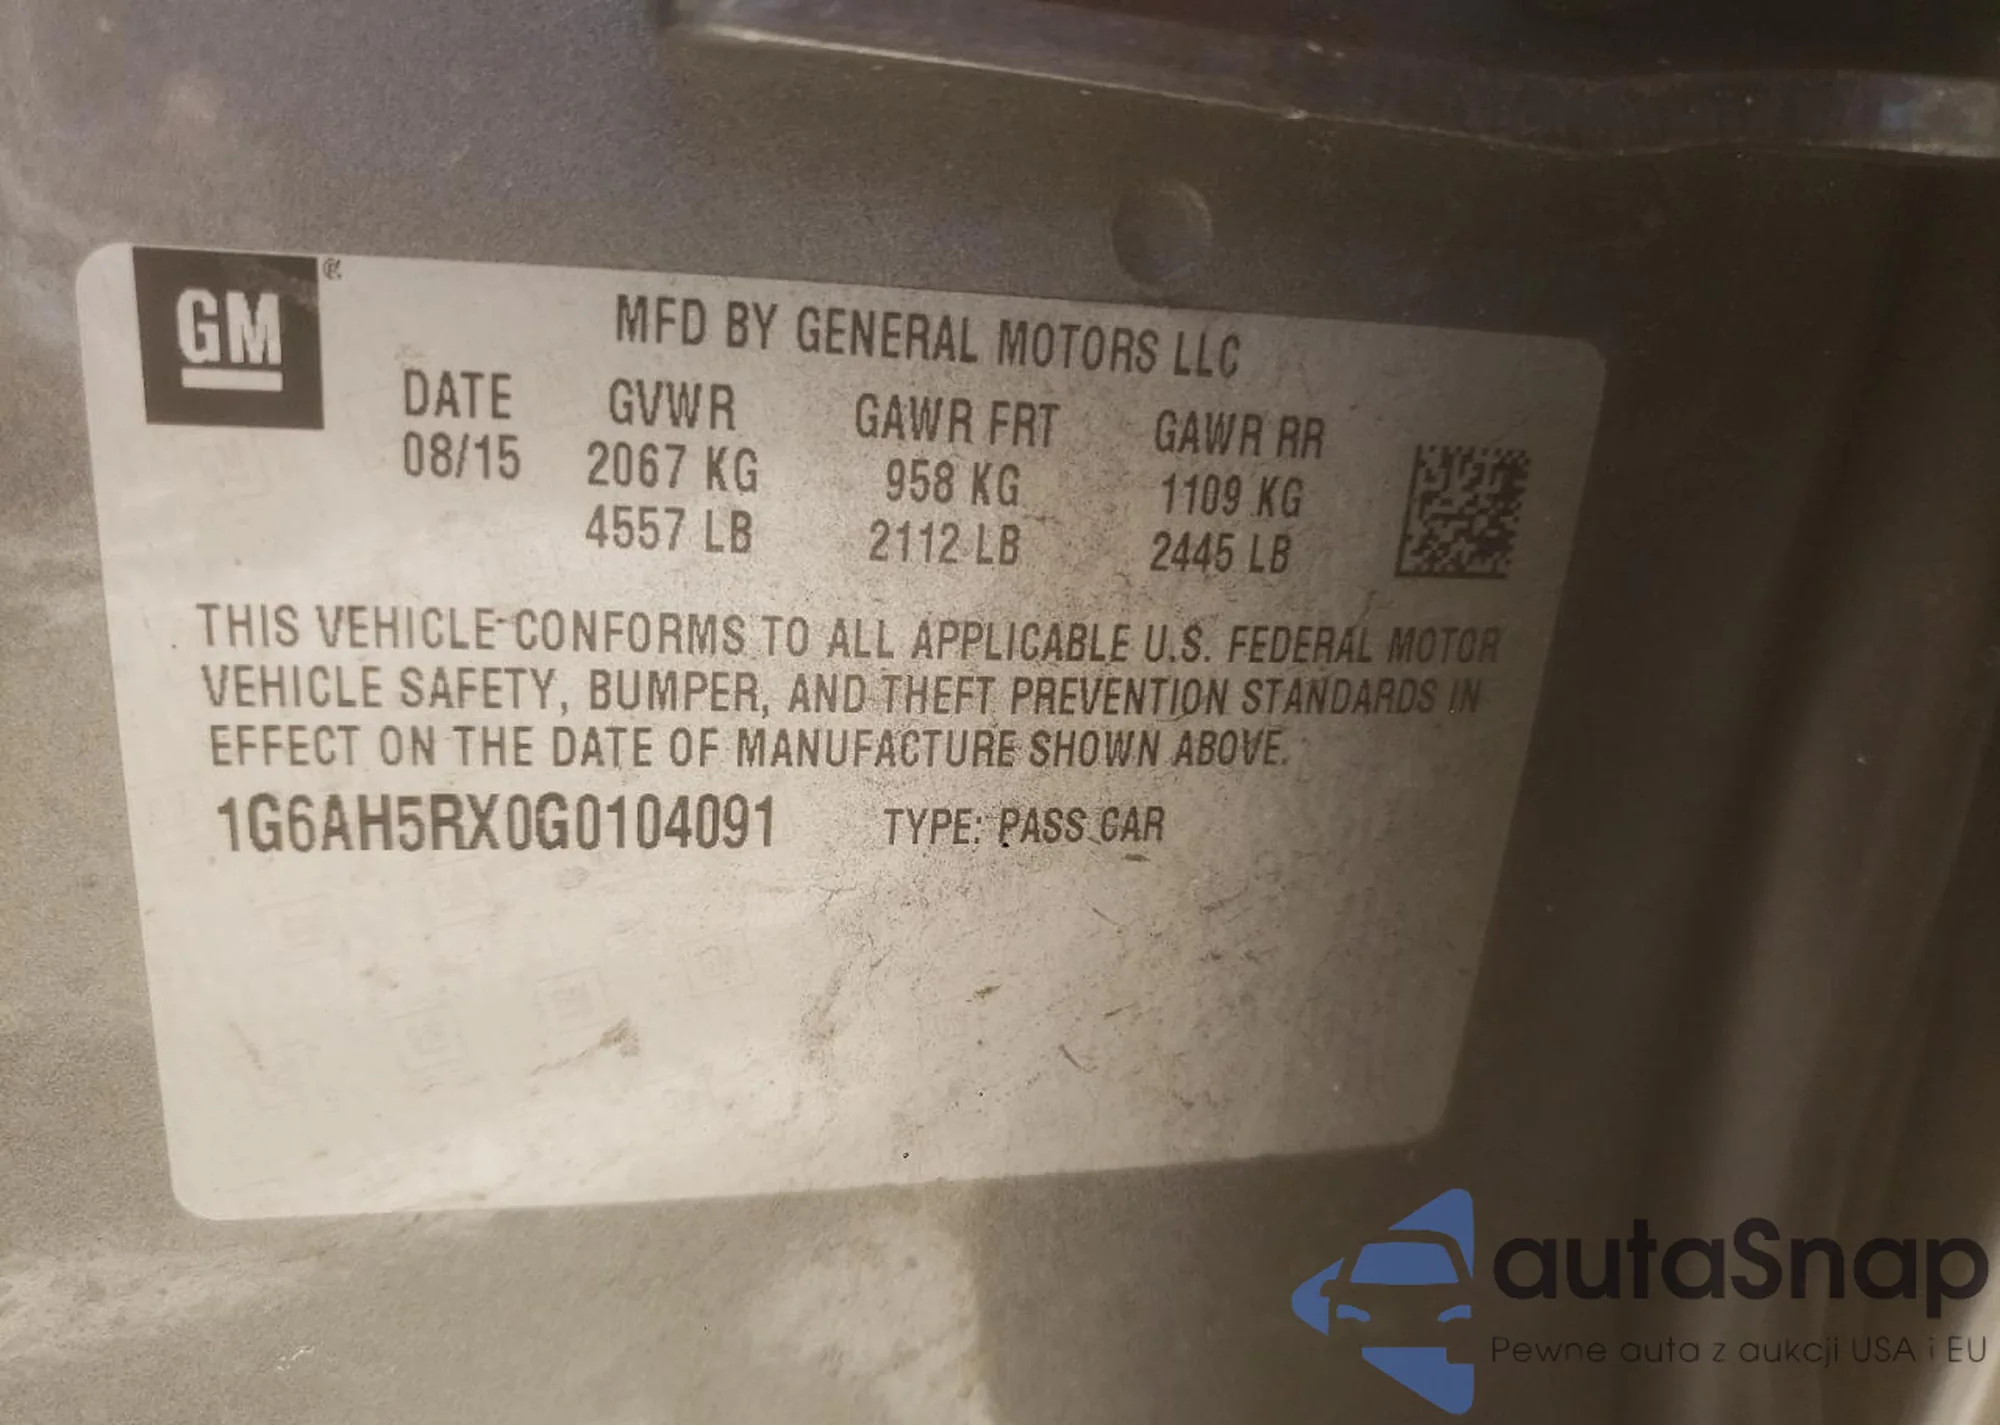 GM®
MFD BY GENERAL MOTORS LLC
DATE GVWR GAWR FRT GAWR RR
08/15 2067 KG 958 KG 1109 KG
4557 LB 2112 LB 2445 LB
THIS VEHICLE CONFORMS TO ALL APPLICABLE U.S. FEDERAL MOTOR
VEHICLE SAFETY, BUMPER, AND THEFT PREVENTION STANDARDS IN
EFFECT ON THE DATE OF MANUFACTURE SHOWN ABOVE.
1G6AH5RX0G0104091 TYPE: PASS CAR
autaSnap
Pewne auta z aukcji USA i EU